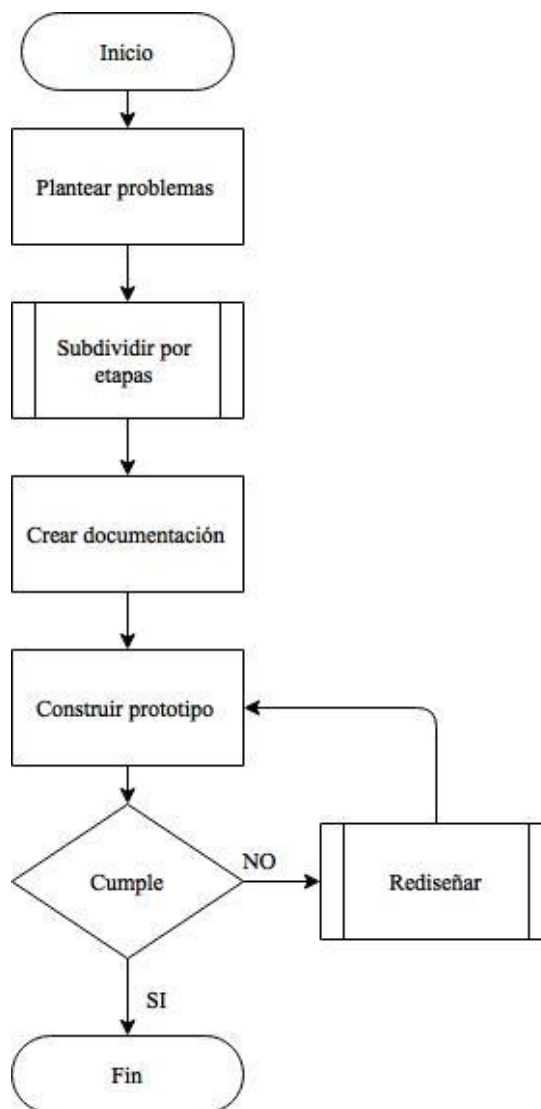 Inicio
Plantear problemas
Subdividir por
etapas
Crear documentación
Construir prototipo
Cumple
NO
Rediseñar
SI
Fin